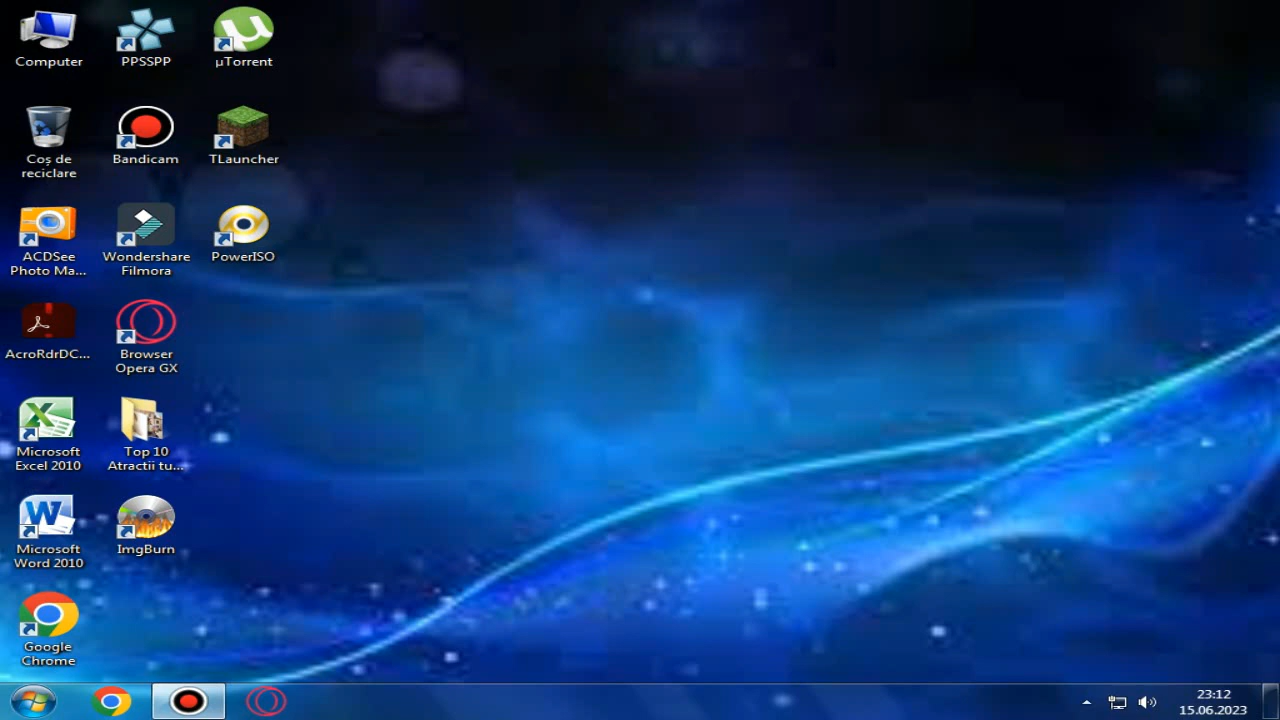 Computer
PPSSPP
µTorrent
Coș de
reciclare
Bandicam
TLauncher
ACDSee
Photo Ma...
Wondershare
Filmora
PowerISO
AcroRdrDC...
Browser
Opera GX
Microsoft
Excel 2010
Top 10
Atractii tu...
Microsoft
Word 2010
ImgBurn
Google
Chrome
23:12
15.06.2023